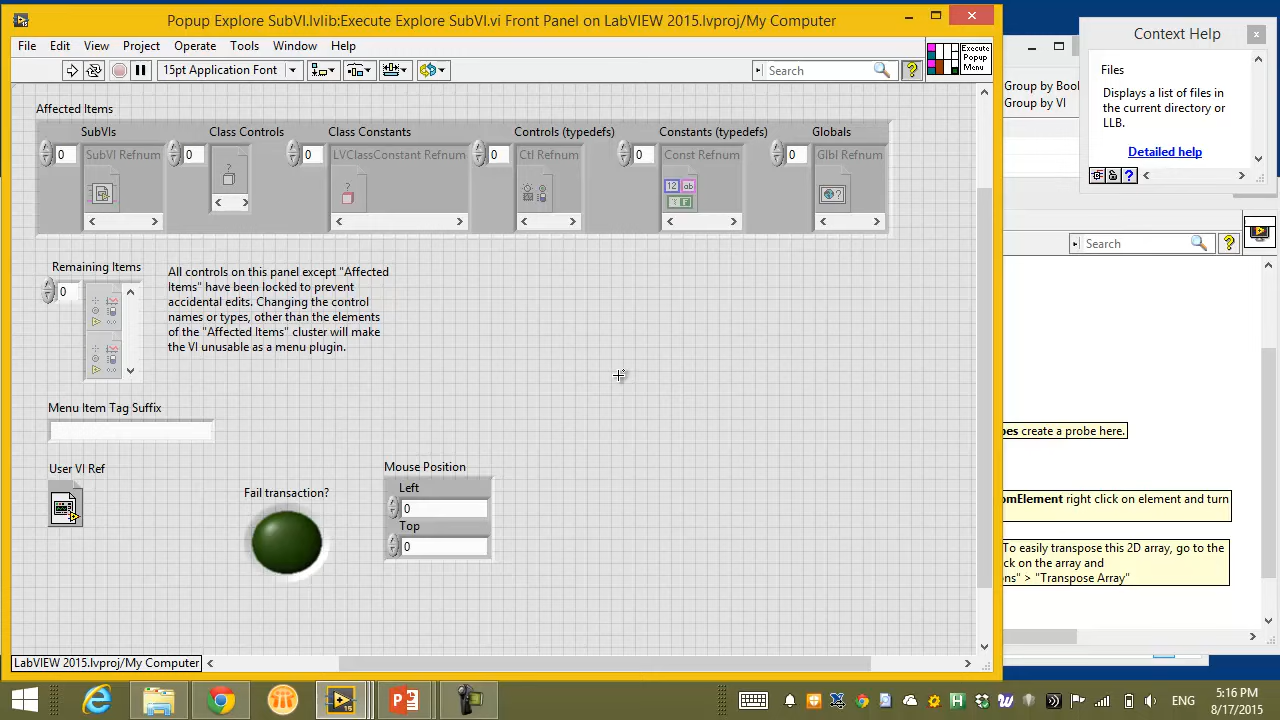 Popup Explore SubVI.lvlib:Execute Explore SubVI.vi Front Panel on LabVIEW 2015.lvproj/My Computer
File Edit View Project Operate Tools Window Help
15pt Application Font
Search
Execute
Popup
Menu
Affected Items
SubVIs Class Controls Class Constants Controls (typedefs) Constants (typedefs) Globals
0 SubVI Refnum 0 0 LVClassConstant Refnum 0 Ctl Refnum 0 Const Refnum 0 Glbl Refnum
12 ab
Remaining Items
0
All controls on this panel except "Affected
Items" have been locked to prevent
accidental edits. Changing the control
names or types, other than the elements
of the "Affected Items" cluster will make
the VI unusable as a menu plugin.
Menu Item Tag Suffix
User VI Ref
Fail transaction?
Mouse Position
Left
0
Top
0
LabVIEW 2015.lvproj/My Computer
Context Help
Files
Displays a list of files in
the current directory or
LLB.
Detailed help
Group by Bool
Group by VI
Search
bes create a probe here.
omElement right click on element and turn
To easily transpose this 2D array, go to the
ck on the array and
ons" > "Transpose Array"
ENG
5:16 PM
8/17/2015